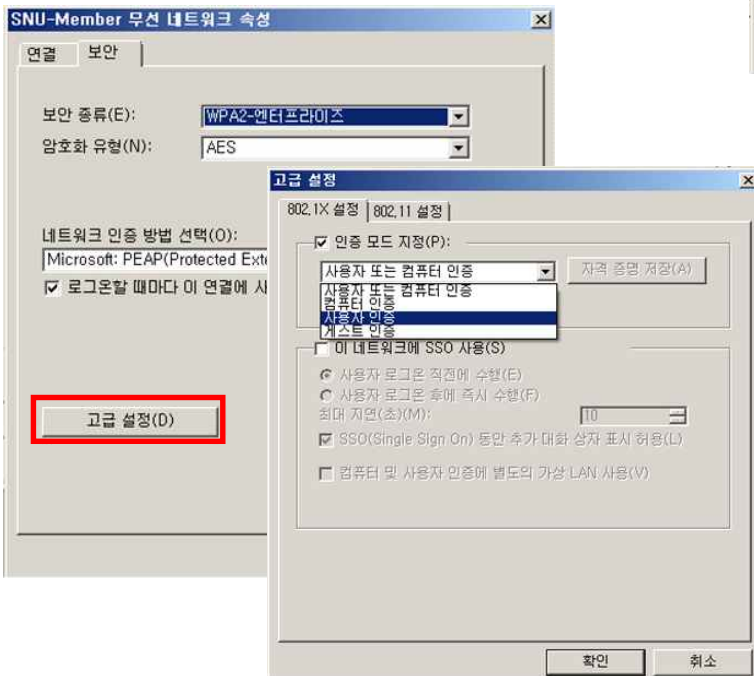 SNU-Member 무선 네트워크 속성
연결 보안
보안 종류(E): WPA2-엔터프라이즈
암호화 유형(N): AES
네트워크 인증 방법 선택(O):
Microsoft: PEAP(Protected Exte
로그온할 때마다 이 연결에 사
고급 설정(D)
고급 설정
802.1X 설정 802.11 설정
인증 모드 지정(P):
사용자 또는 컴퓨터 인증 자격 증명 저장(A)
사용자 또는 컴퓨터 인증
컴퓨터 인증
사용자 인증
게스트 인증
이 네트워크에 SSO 사용(S)
사용자 로그온 직전에 수행(E)
사용자 로그온 후에 즉시 수행(F)
최대 지연(초)(M): 10
SSO(Single Sign On) 동안 추가 대화 상자 표시 허용(L)
컴퓨터 및 사용자 인증에 별도의 가상 LAN 사용(V)
확인 취소